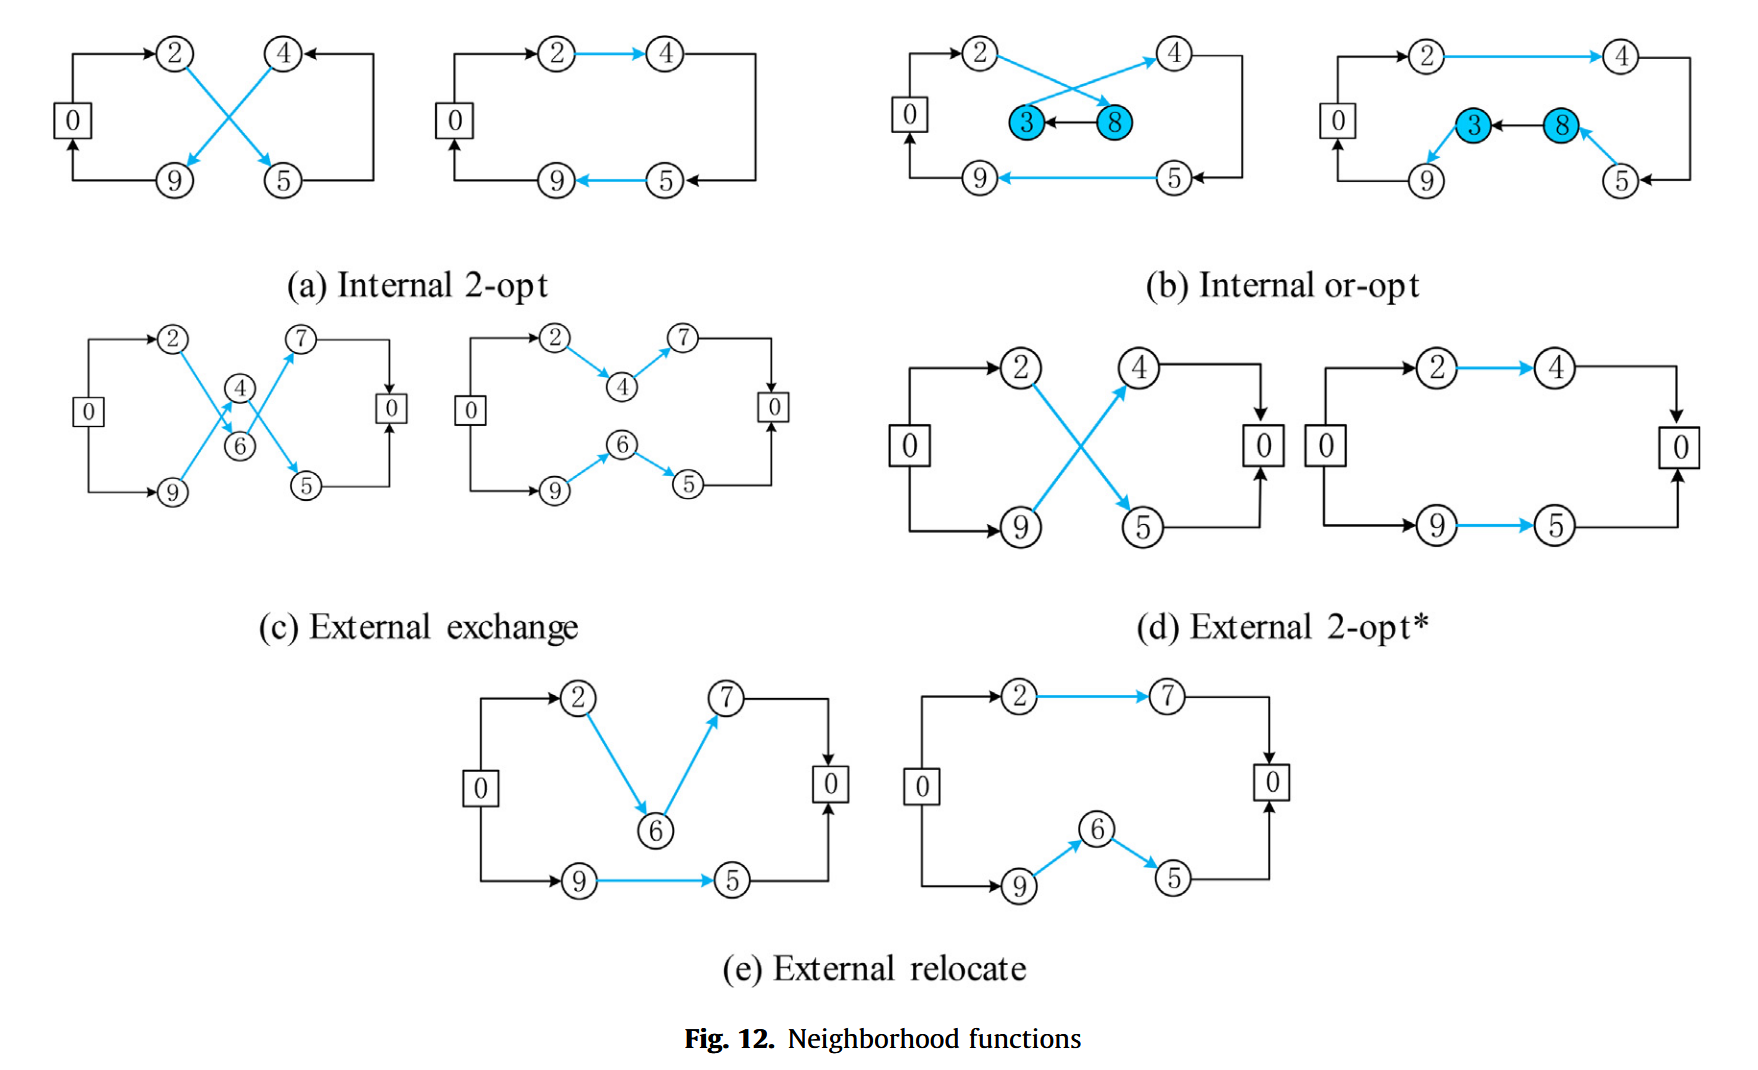 2 4 2 4 2 4 2 4
0 0 0 3 8 0 3 8
9 5 9 5 9 5 9 5
(a) Internal 2-opt (b) Internal or-opt
2 7 2 7 2 4 2 4
4 4
0 0 0 0 0 0 0 0
6 6
9 5 9 5 9 5 9 5
(c) External exchange (d) External 2-opt*
2 7 2 7
0 0 0 0
6 6
9 5 9 5
(e) External relocate
Fig. 12. Neighborhood functions